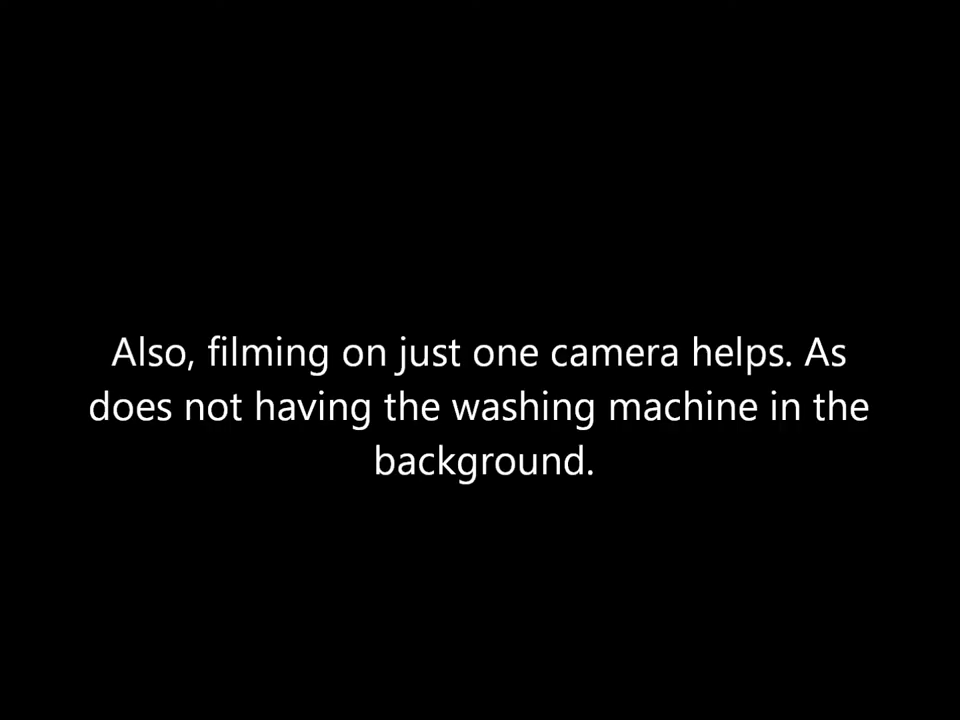 Also, filming on just one camera helps. As
does not having the washing machine in the
background.